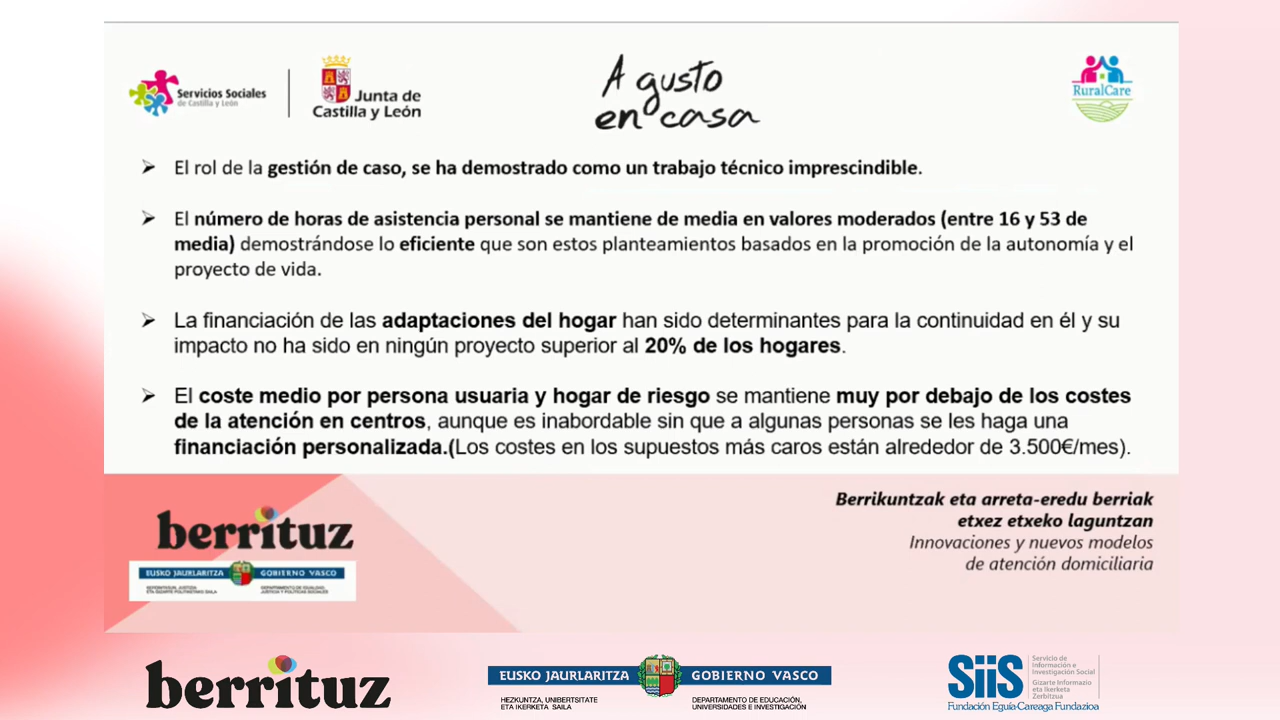 Servicios Sociales
de Castilla y León
Junta de
Castilla y León
A gusto
en casa
RuralCare
El rol de la gestión de caso, se ha demostrado como un trabajo técnico imprescindible.
El número de horas de asistencia personal se mantiene de media en valores moderados (entre 16 y 53 de
media) demostrándose lo eficiente que son estos planteamientos basados en la promoción de la autonomía y el
proyecto de vida.
La financiación de las adaptaciones del hogar han sido determinantes para la continuidad en él y su
impacto no ha sido en ningún proyecto superior al 20% de los hogares.
El coste medio por persona usuaria y hogar de riesgo se mantiene muy por debajo de los costes
de la atención en centros, aunque es inabordable sin que a algunas personas se les haga una
financiación personalizada.(Los costes en los supuestos más caros están alrededor de 3.500€/mes).
Berrikuntzak eta arreta-eredu berriak
etxez etxeko laguntzan
Innovaciones y nuevos modelos
de atención domiciliaria
berrituz
EUSKO JAURLARITZA GOBIERNO VASCO
berrituz
EUSKO JAURLARITZA GOBIERNO VASCO
HEZKUNTZA, UNIBERTSITATE
ETA IKERKETA SAILA
DEPARTAMENTO DE EDUCACIÓN,
UNIVERSIDADES E INVESTIGACIÓN
SiiS
Servicio de
Información e
Investigación Social
Gizarte Informazio
eta Ikerketa
Zerbitzua
Fundación Eguía-Careaga Fundazioa